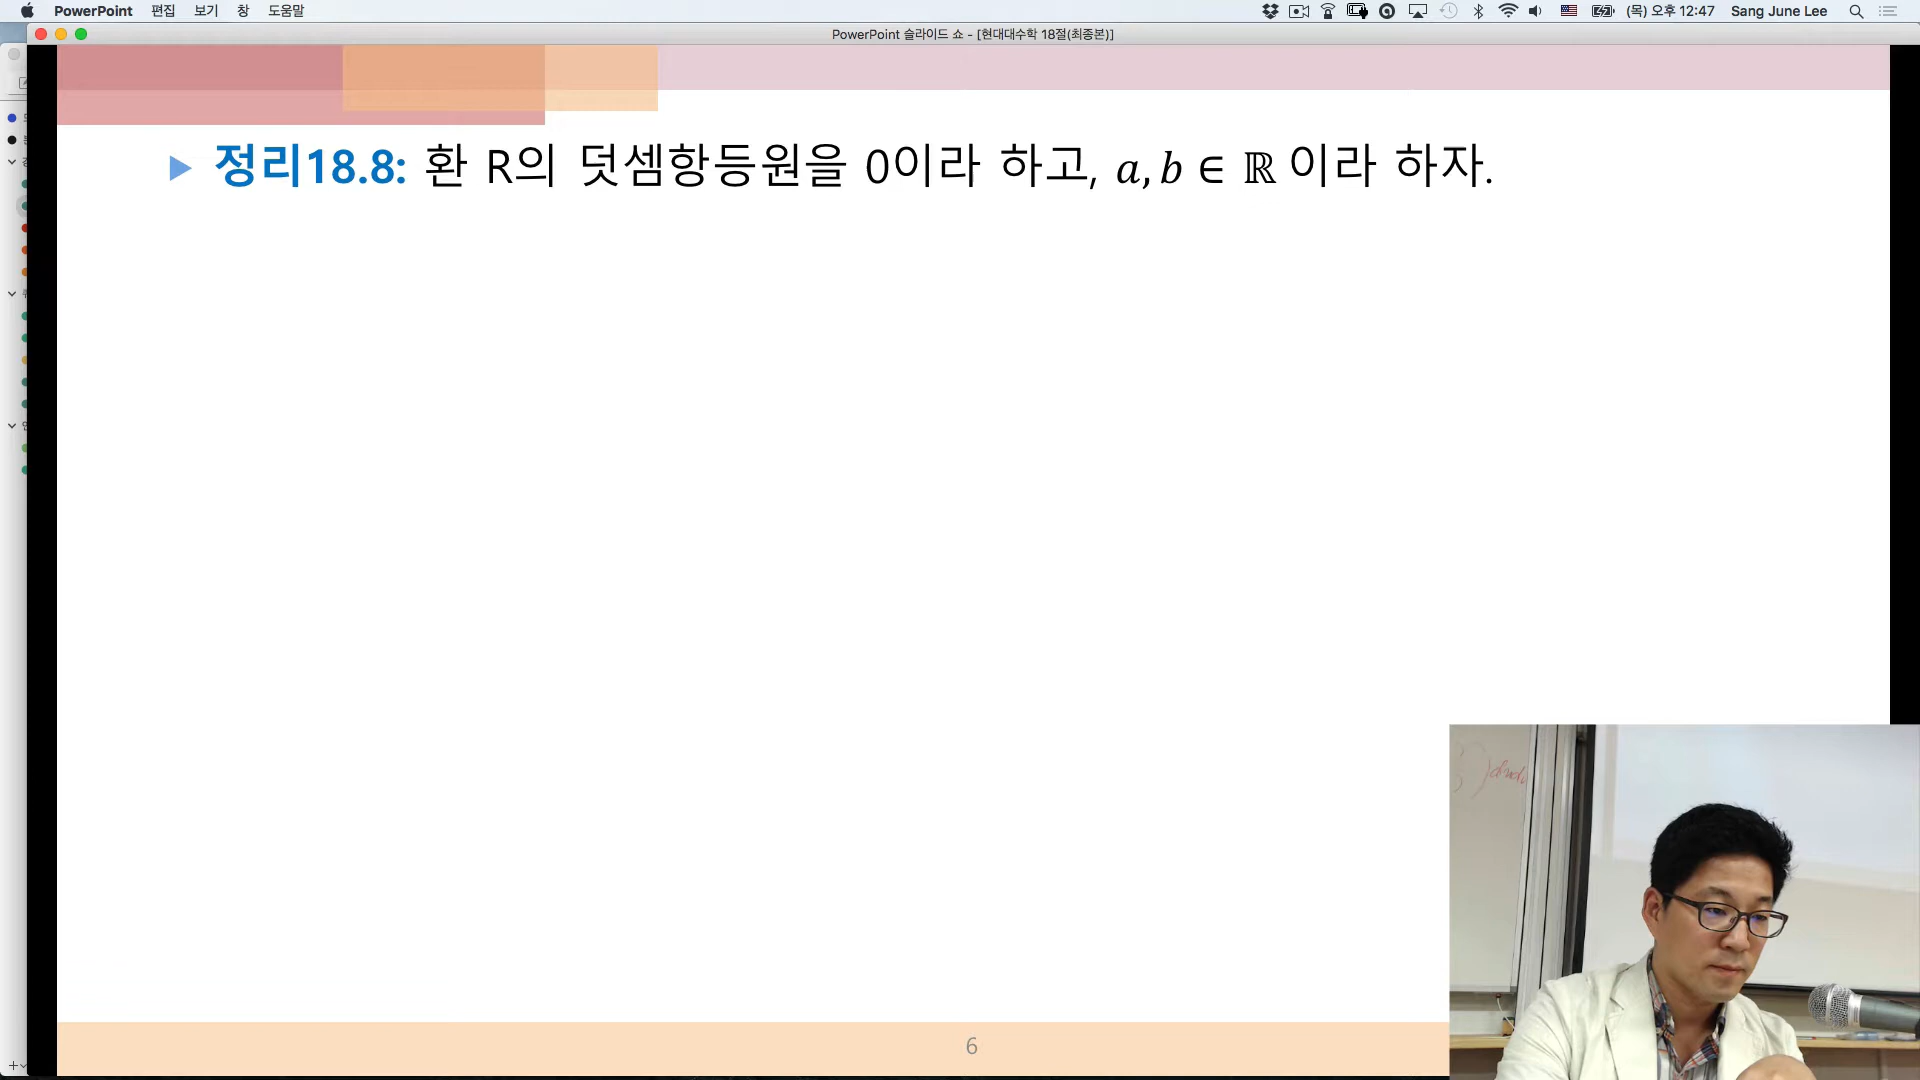 PowerPoint 편집 보기 창 도움말 (목) 오후 12:47 Sang June Lee
PowerPoint 슬라이드 쇼 - [현대대수학 18절(최종본)]
정리18.8: 환 R의 덧셈항등원을 0이라 하고, a, b ∈ ℝ 이라 하자.
6